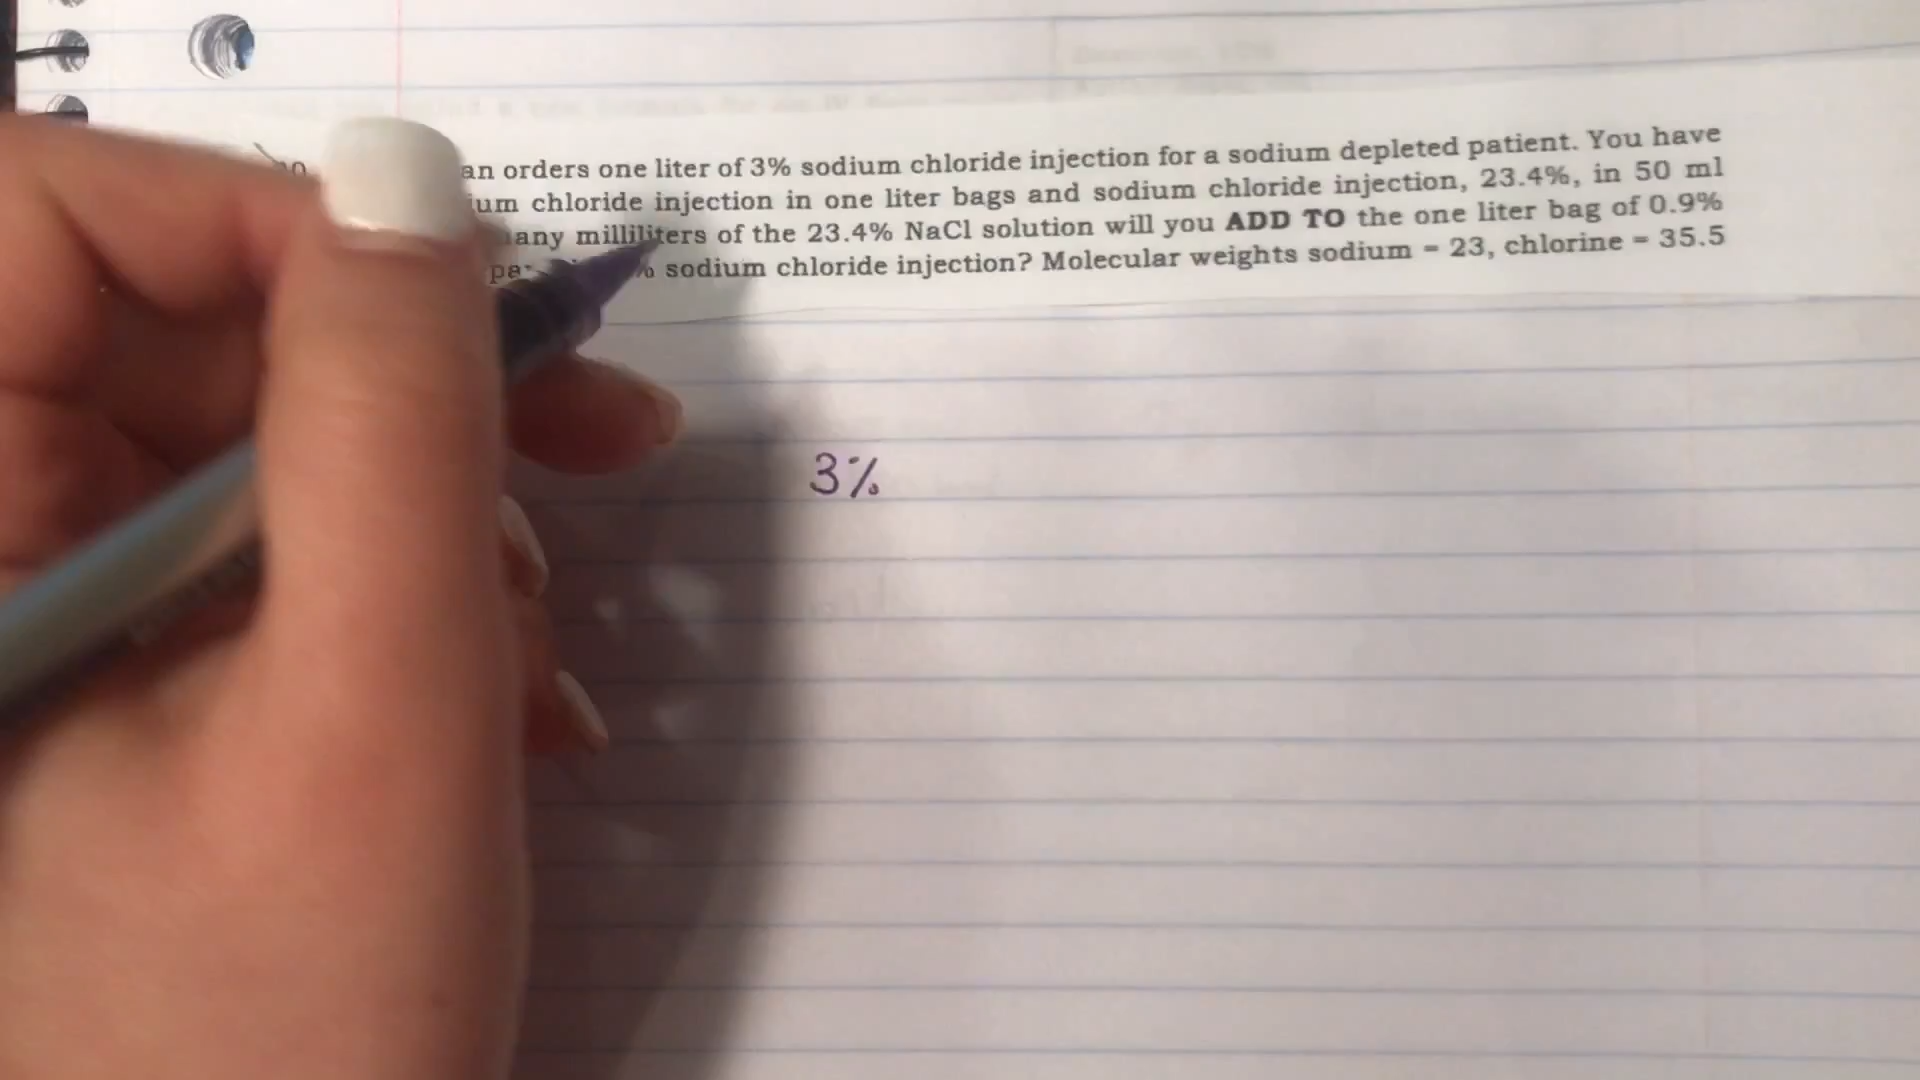 an orders one liter of 3% sodium chloride injection for a sodium depleted patient. You have
chloride injection in one liter bags and sodium chloride injection, 23.4%, in 50 ml
milliliters of the 23.4% NaCl solution will you ADD TO the one liter bag of 0.9%
% sodium chloride injection? Molecular weights sodium = 23, chlorine = 35.5
3%